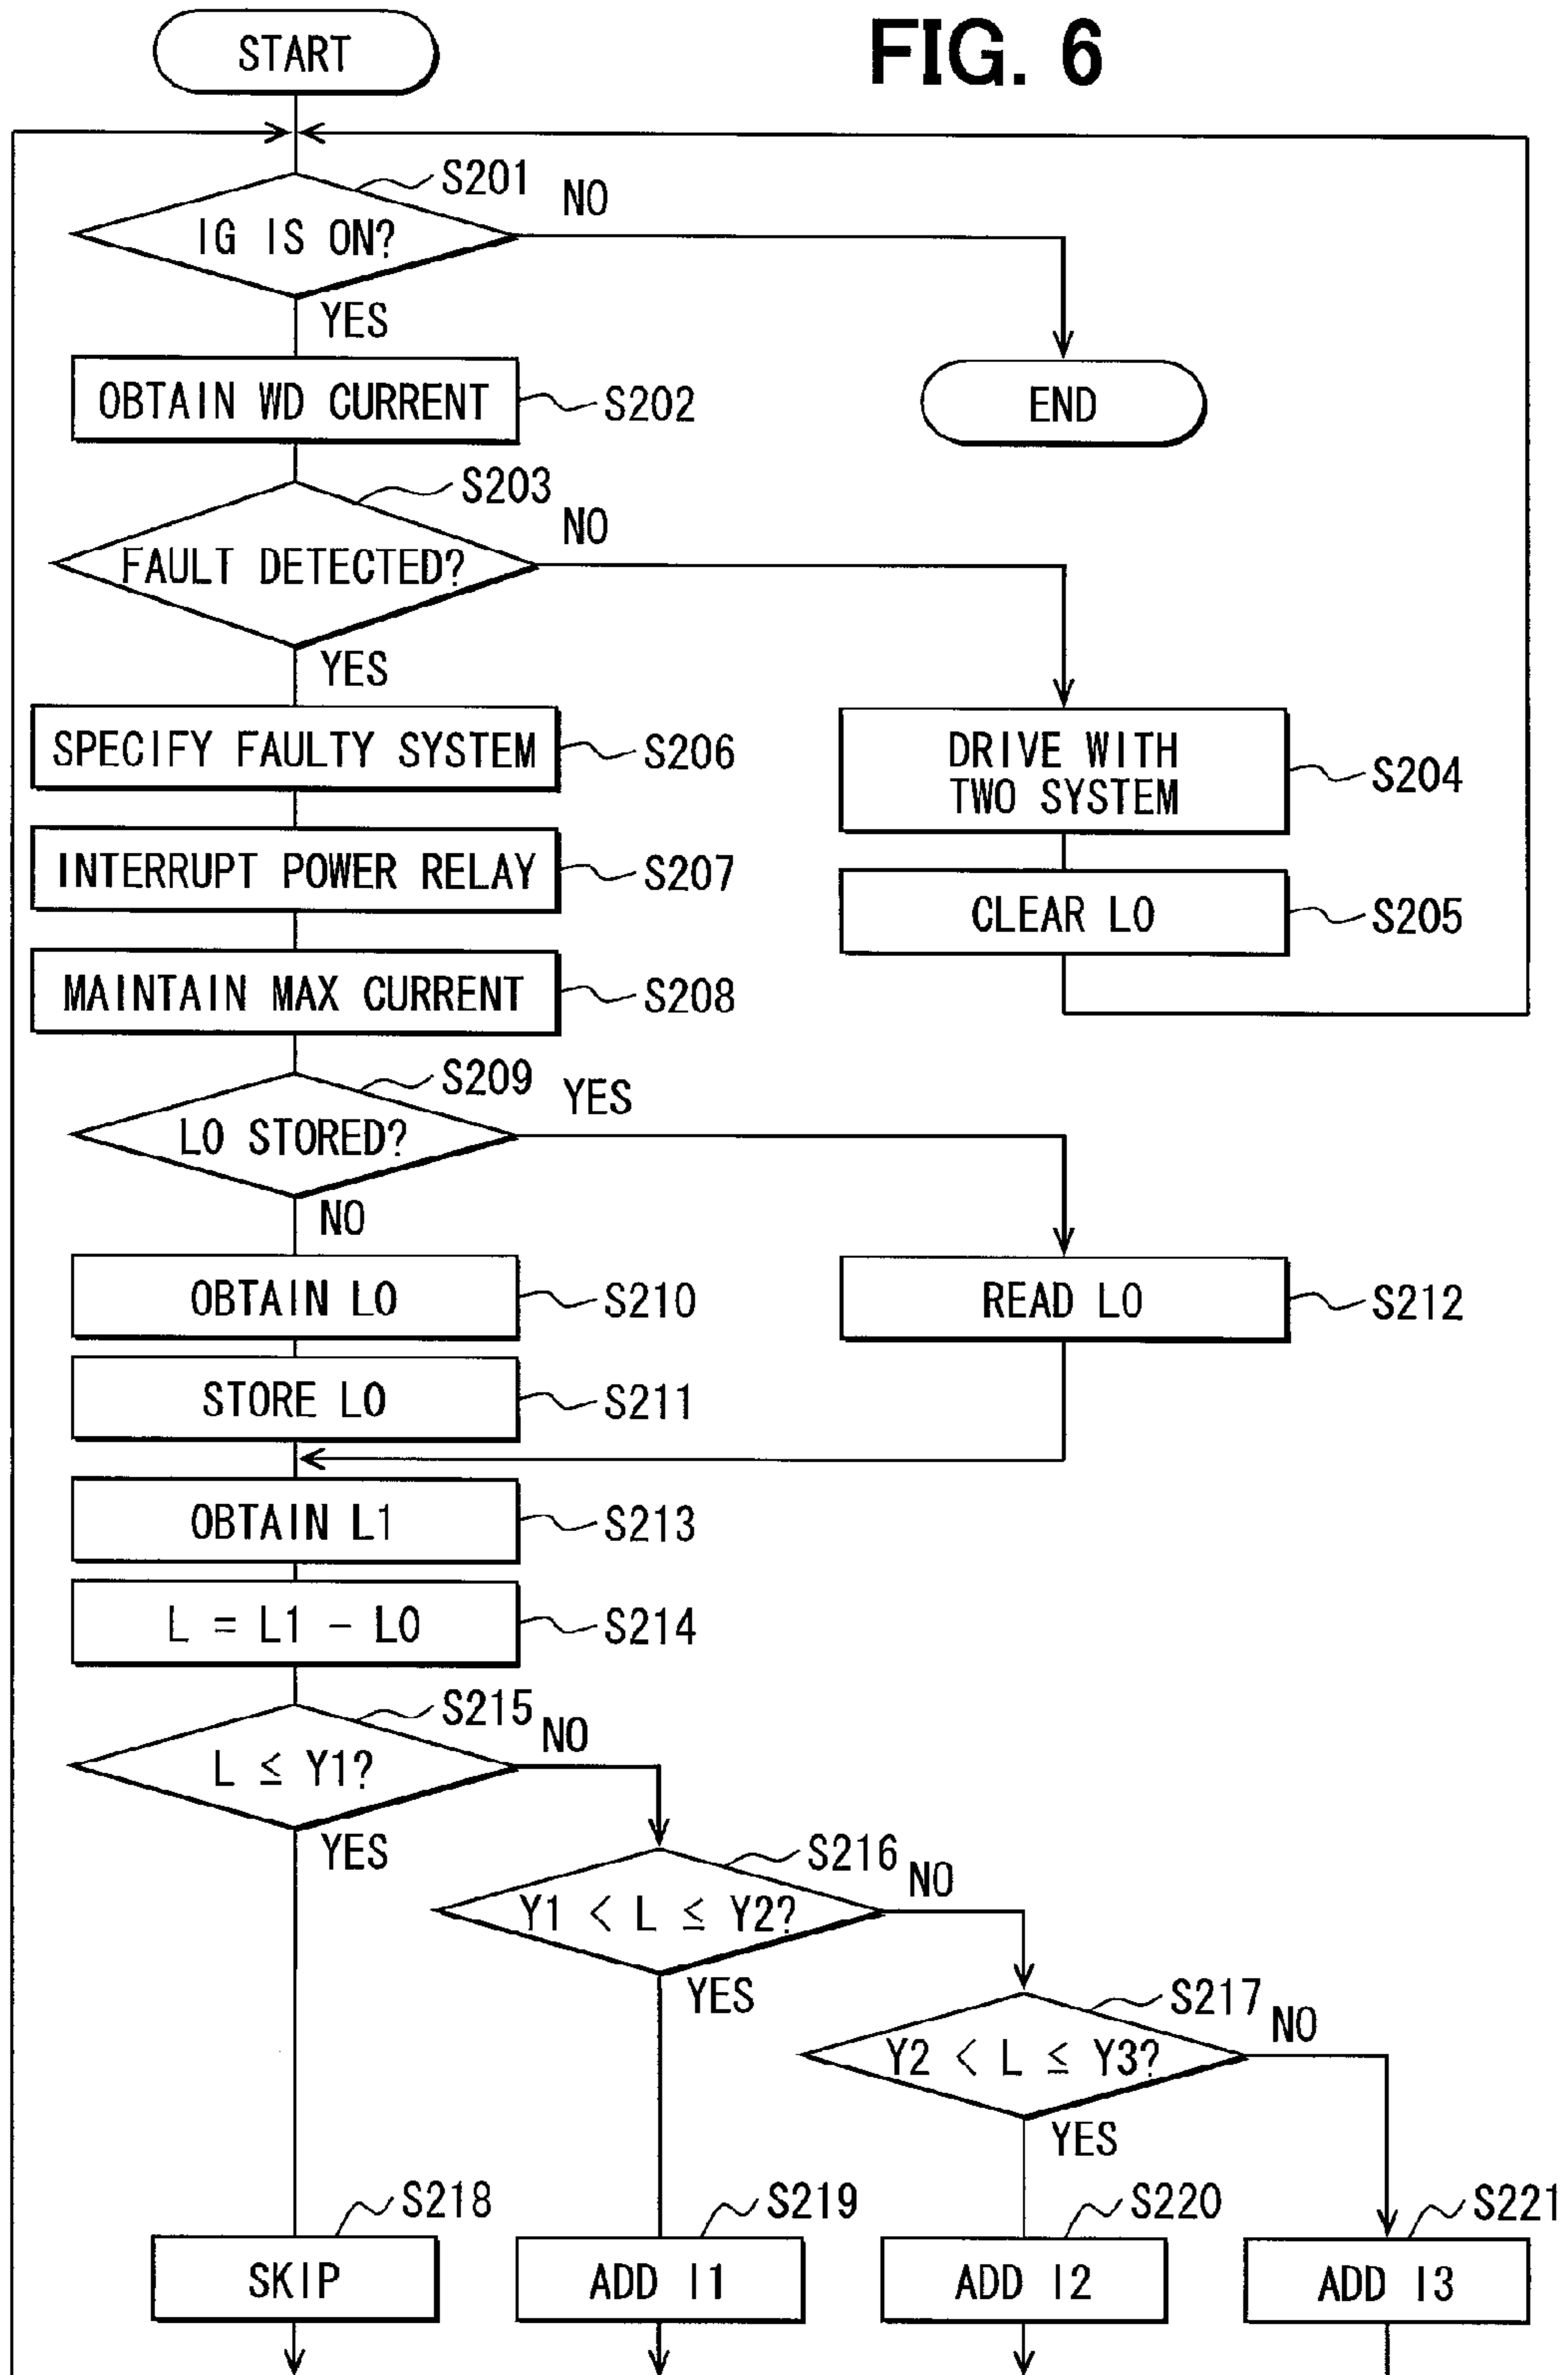 FIG. 6
START
S201
NO
IG IS ON?
YES
OBTAIN WD CURRENT
S202
END
S203
NO
FAULT DETECTED?
YES
SPECIFY FAULTY SYSTEM
S206
DRIVE WITH
TWO SYSTEM
S204
INTERRUPT POWER RELAY
S207
CLEAR L0
S205
MAINTAIN MAX CURRENT
S208
S209
YES
L0 STORED?
NO
OBTAIN L0
S210
READ L0
S212
STORE L0
S211
OBTAIN L1
S213
L = L1 - L0
S214
S215
NO
L ≤ Y1?
YES
S216
NO
Y1 < L ≤ Y2?
YES
S217
NO
Y2 < L ≤ Y3?
YES
S218
S219
S220
S221
SKIP
ADD I1
ADD I2
ADD I3